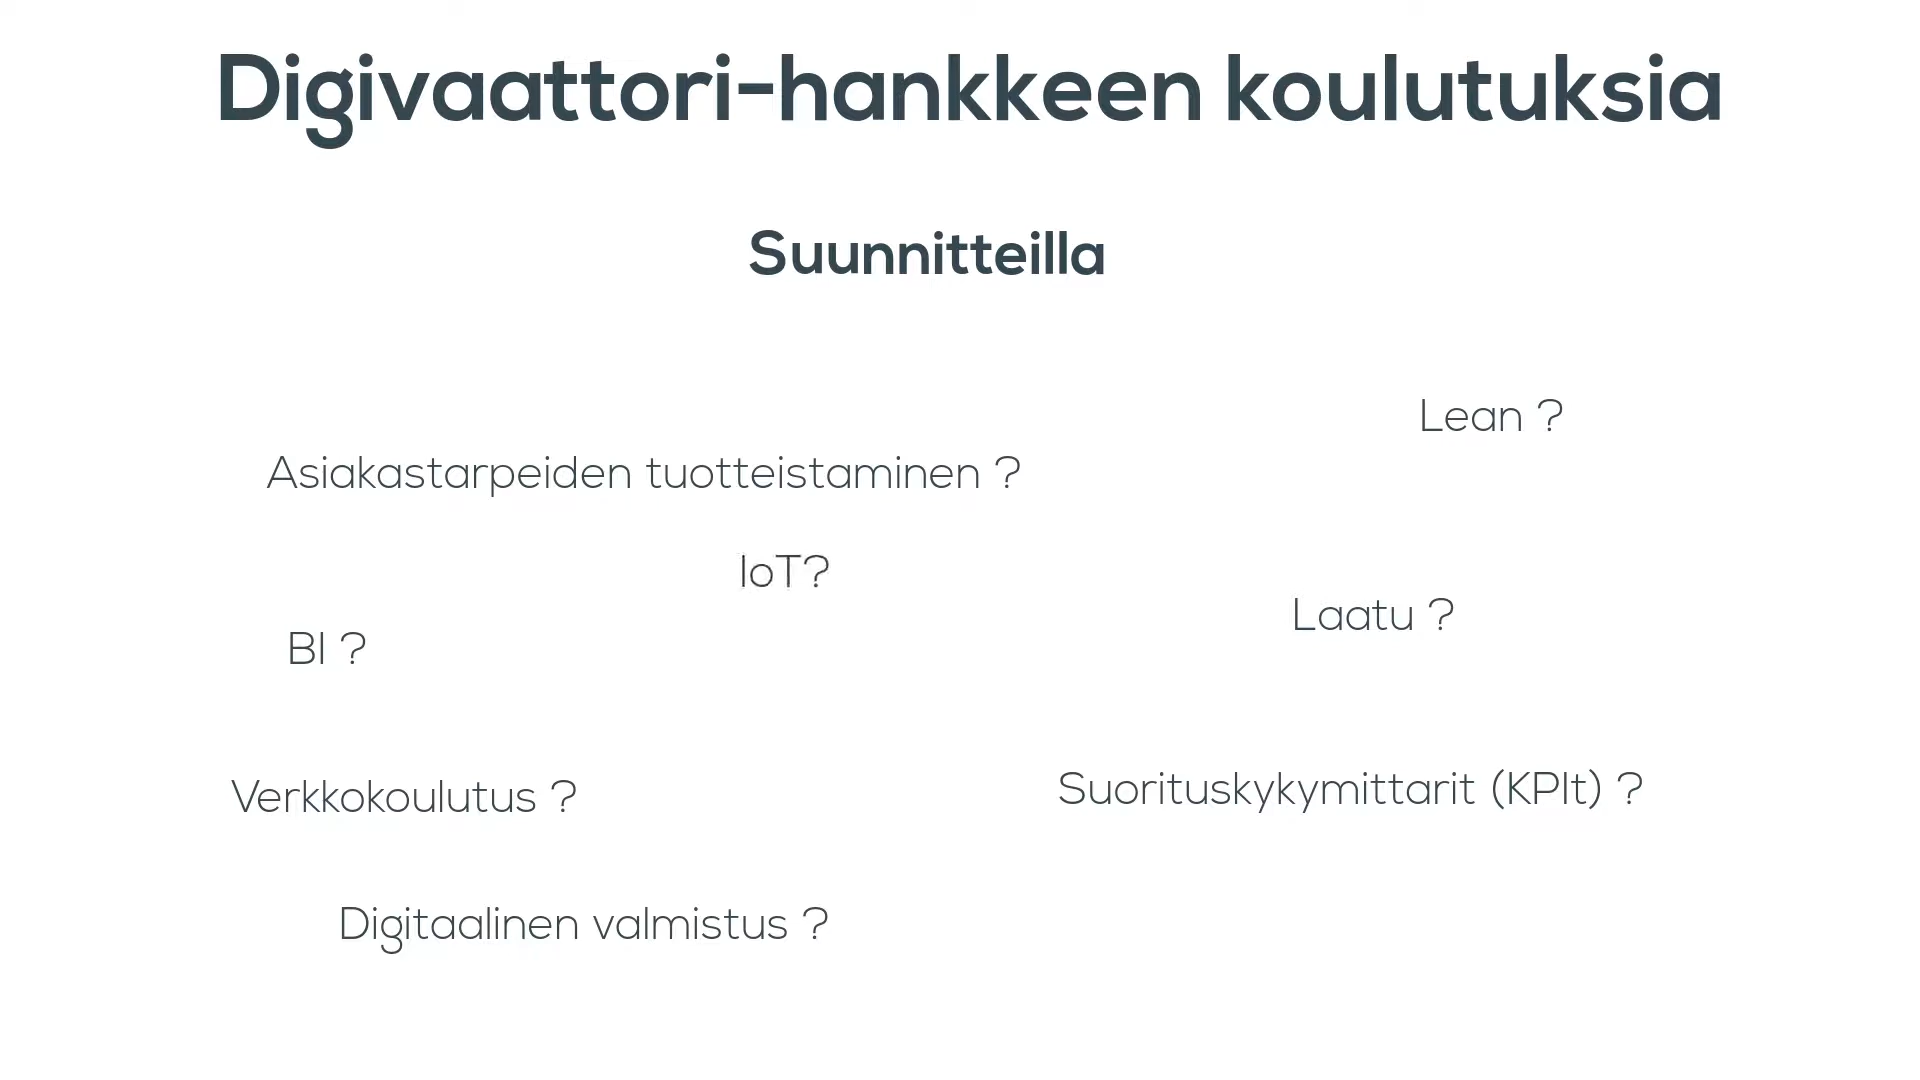 Digivaattori-hankkeen koulutuksia
Suunnitteilla
Lean ?
Asiakastarpeiden tuotteistaminen ?
IoT?
Laatu ?
BI ?
Suorituskykymittarit (KPIt) ?
Verkkokoulutus ?
Digitaalinen valmistus ?